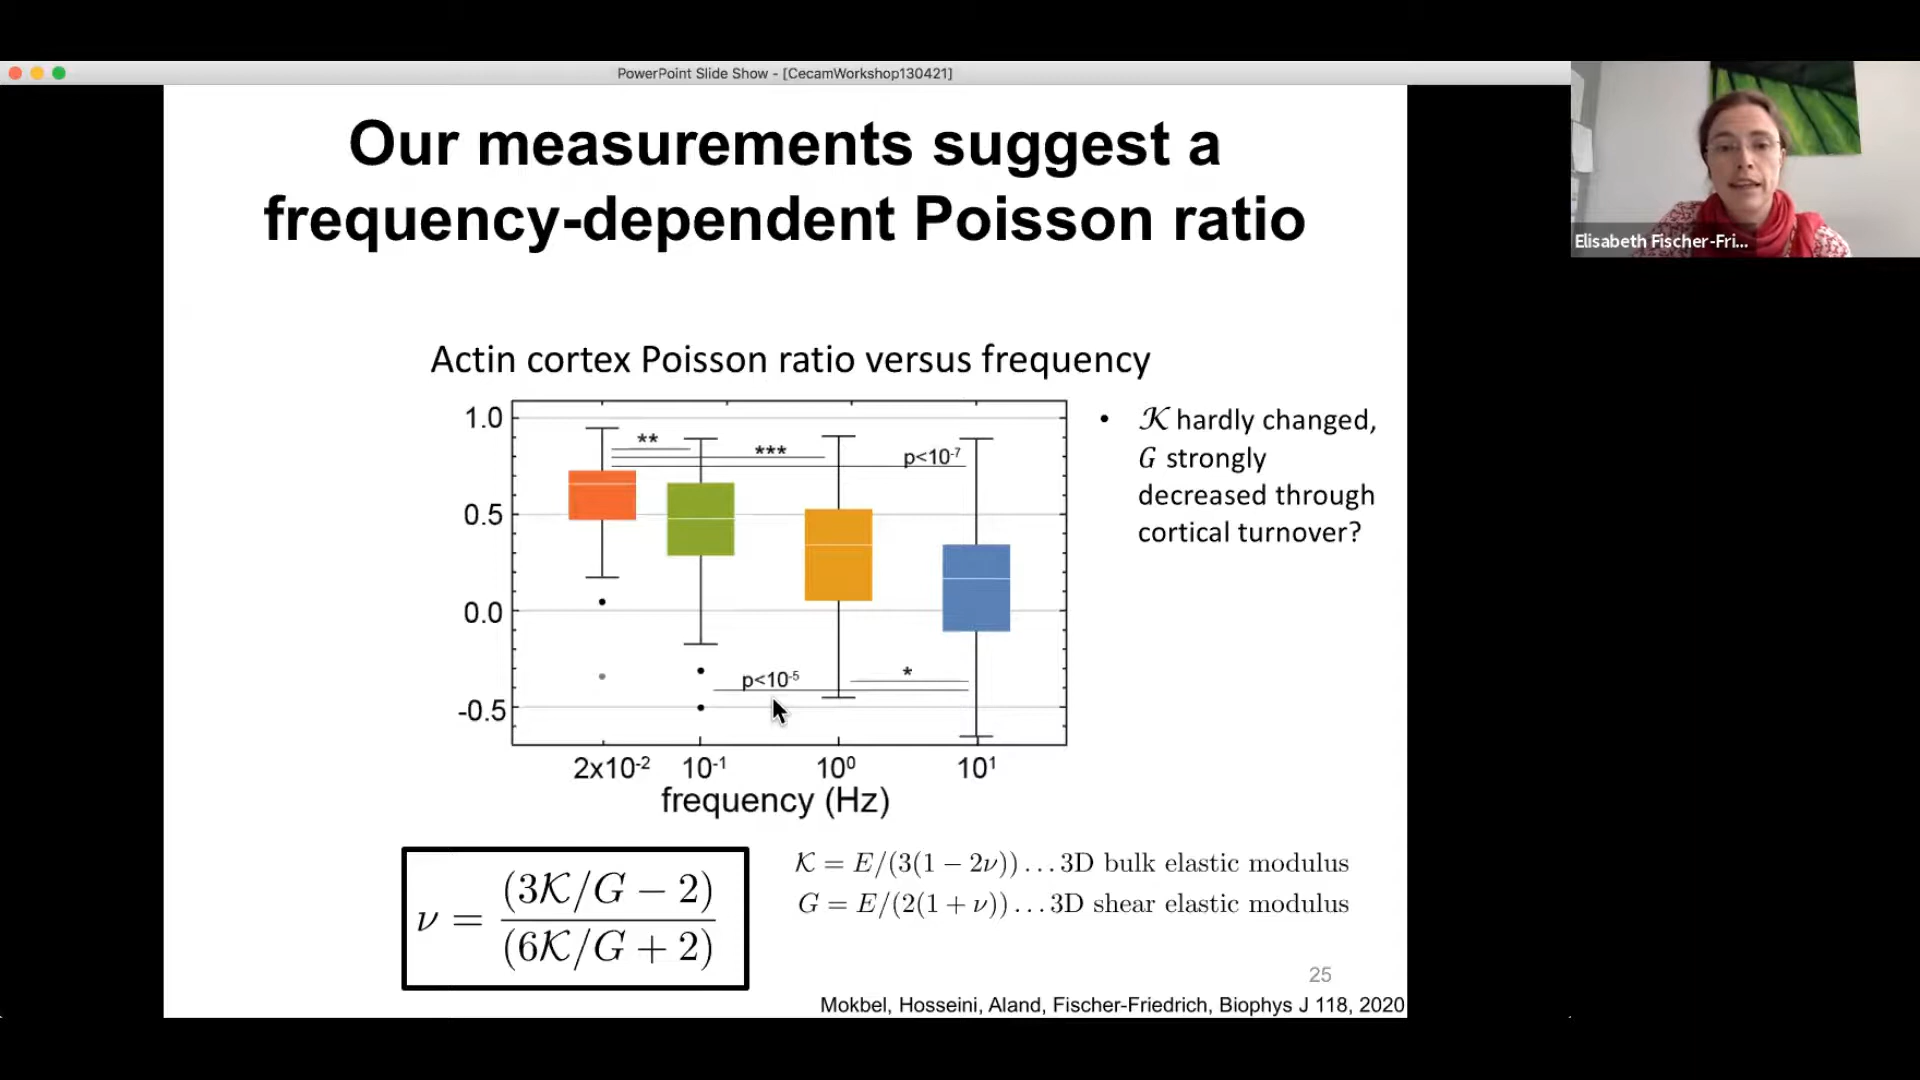 PowerPoint Slide Show - [CecamWorkshop130421]
Our measurements suggest a
frequency-dependent Poisson ratio
Elisabeth Fischer-Fri...
Actin cortex Poisson ratio versus frequency
1.0
0.5
0.0
-0.5
**
***
p<10⁻⁷
p<10⁻⁵
*
2x10⁻² 10⁻¹ 10⁰ 10¹
frequency (Hz)
• 𝒦 hardly changed,
G strongly
decreased through
cortical turnover?
ν = (3𝒦/G − 2) / (6𝒦/G + 2)
𝒦 = E/(3(1 − 2ν)) ... 3D bulk elastic modulus
G = E/(2(1 + ν)) ... 3D shear elastic modulus
25
Mokbel, Hosseini, Aland, Fischer-Friedrich, Biophys J 118, 2020